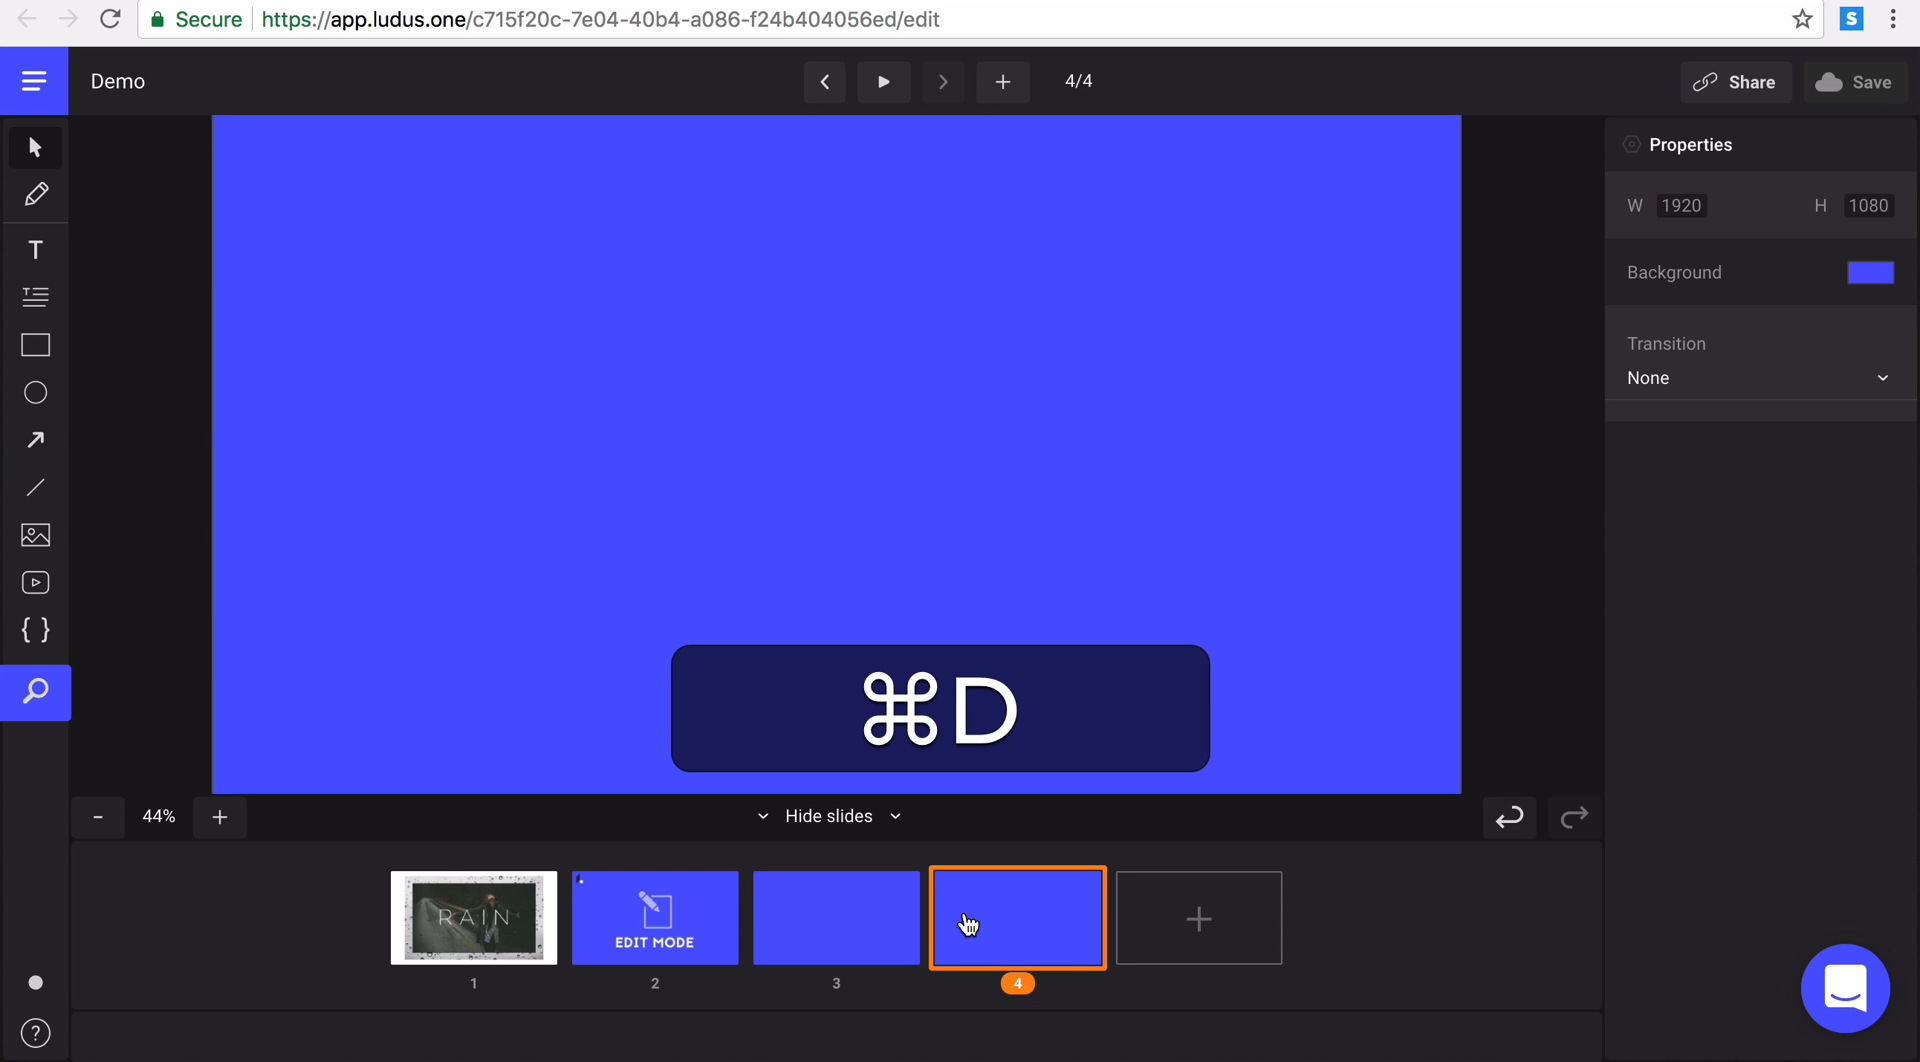 Secure https://app.ludus.one/c715f20c-7e04-40b4-a086-f24b404056ed/edit
S
Demo
4/4
Share
Save
Properties
W 1920 H 1080
Background
Transition
None
T
{ }
⌘D
- 44% +
Hide slides
RAIN
EDIT MODE
1
2
3
4
?